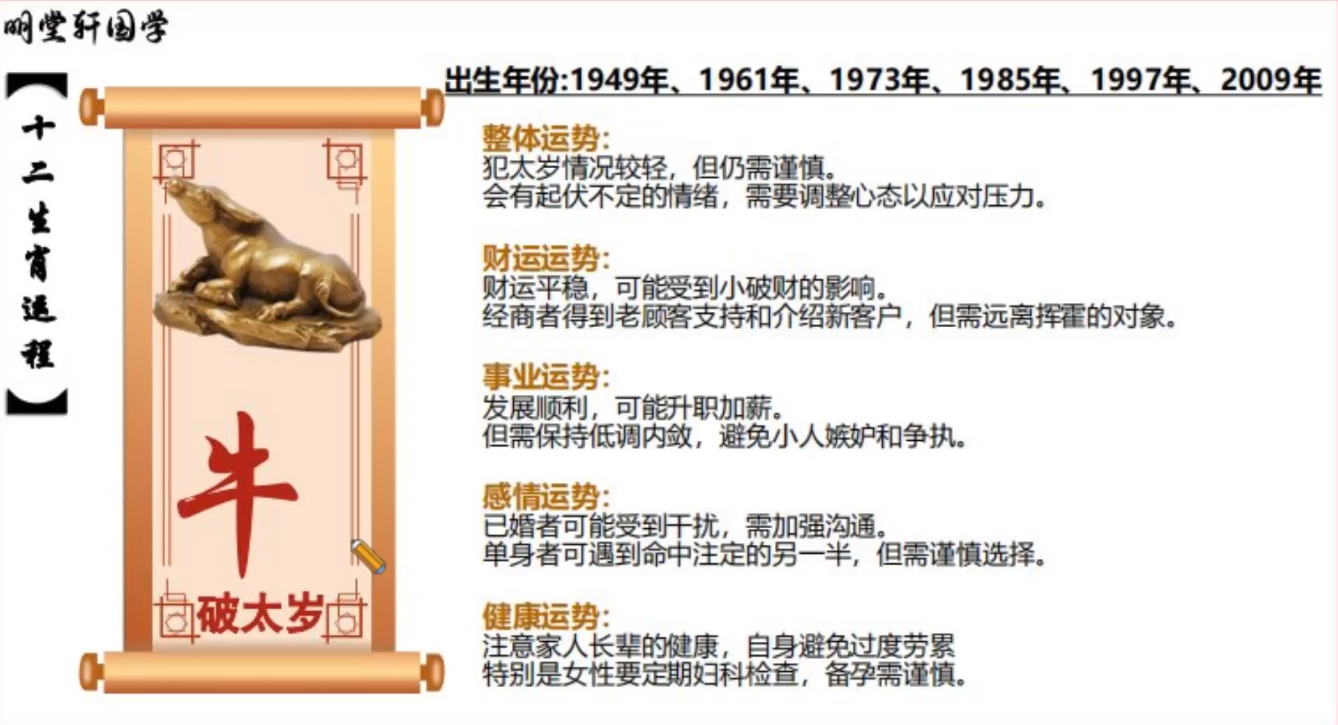 明堂轩国学
【十二生肖运程】
出生年份:1949年、1961年、1973年、1985年、1997年、2009年
牛
破太岁
整体运势：
犯太岁情况较轻，但仍需谨慎。
会有起伏不定的情绪，需要调整心态以应对压力。
财运运势：
财运平稳，可能受到小破财的影响。
经商者得到老顾客支持和介绍新客户，但需远离挥霍的对象。
事业运势：
发展顺利，可能升职加薪。
但需保持低调内敛，避免小人嫉妒和争执。
感情运势：
已婚者可能受到干扰，需加强沟通。
单身者可遇到命中注定的另一半，但需谨慎选择。
健康运势：
注意家人长辈的健康，自身避免过度劳累
特别是女性要定期妇科检查，备孕需谨慎。